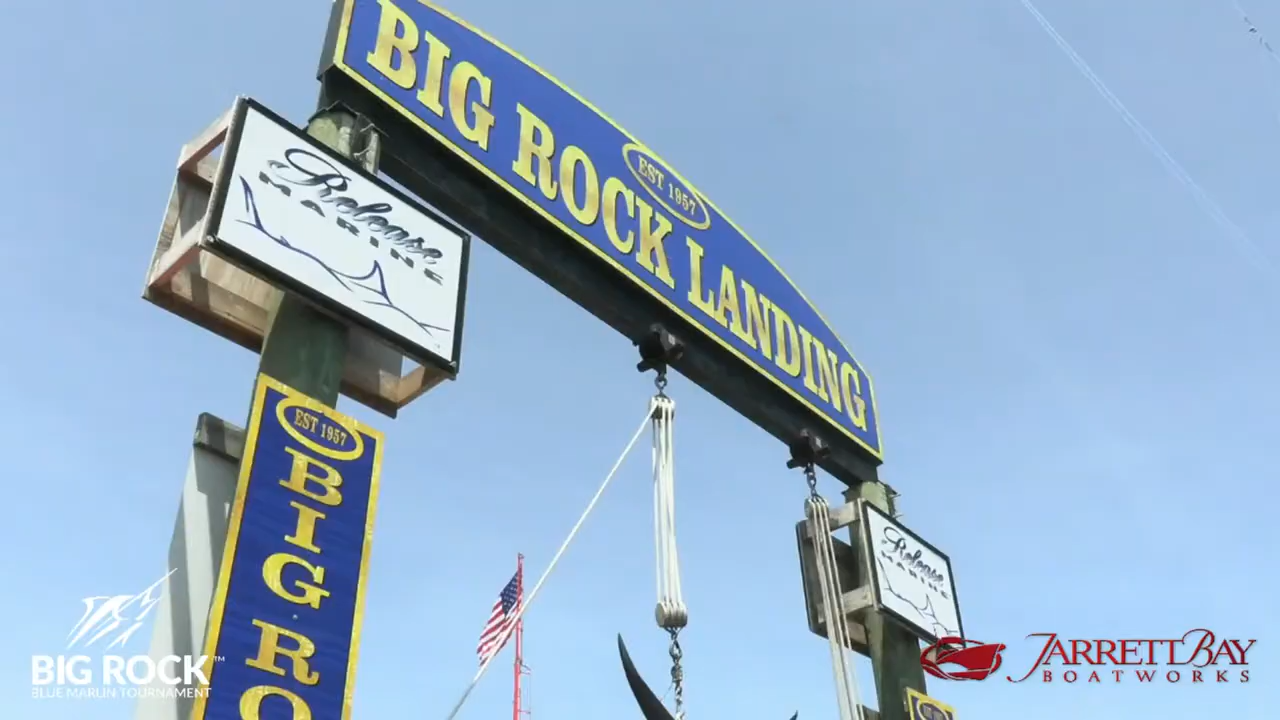 BIG ROCK LANDING
EST 1957
Release
MARINE
EST 1957
BIG RO
Release
MARINE
BIG ROCK™
BLUE MARLIN TOURNAMENT
JARRETT BAY
BOATWORKS